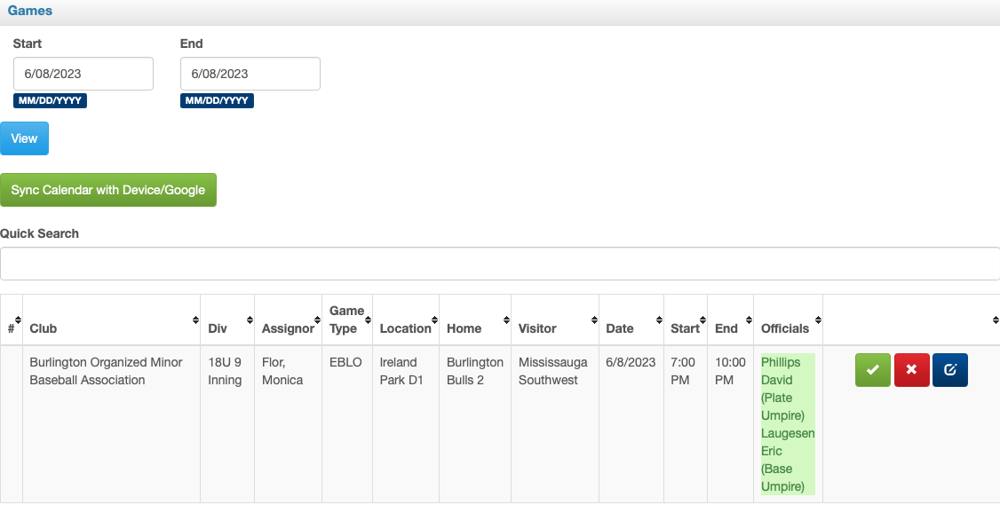 Games
Start End
6/08/2023 6/08/2023
MM/DD/YYYY MM/DD/YYYY
View
Sync Calendar with Device/Google
Quick Search
# Club Div Assignor Game Type Location Home Visitor Date Start End Officials
Burlington Organized Minor 18U 9 Flor, EBLO Ireland Burlington Mississauga 6/8/2023 7:00 10:00 Phillips
Baseball Association Inning Monica Park D1 Bulls 2 Southwest PM PM David
(Plate
Umpire)
Laugesen
Eric
(Base
Umpire)